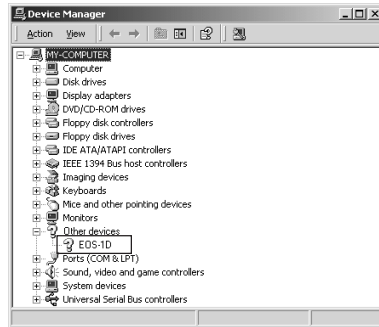 Device Manager
Action View
MY-COMPUTER
Computer
Disk drives
Display adapters
DVD/CD-ROM drives
Floppy disk controllers
Floppy disk drives
IDE ATA/ATAPI controllers
IEEE 1394 Bus host controllers
Imaging devices
Keyboards
Mice and other pointing devices
Monitors
Other devices
EOS-1D
Ports (COM & LPT)
Sound, video and game controllers
System devices
Universal Serial Bus controllers